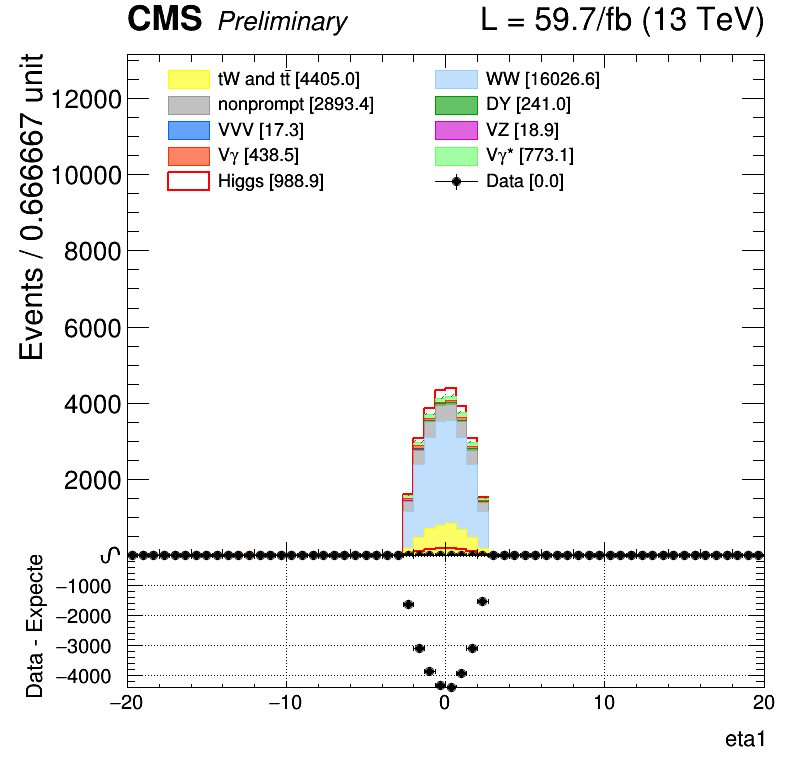 CMS Preliminary L = 59.7/fb (13 TeV)
Events / 0.666667 unit
tW and tt̄ [4405.0] WW [16026.6]
nonprompt [2893.4] DY [241.0]
VVV [17.3] VZ [18.9]
Vγ [438.5] Vγ* [773.1]
Higgs [988.9] Data [0.0]
12000
10000
8000
6000
4000
2000
Data - Expecte
−1000
−2000
−3000
−4000
−20 −10 0 10 20
eta1